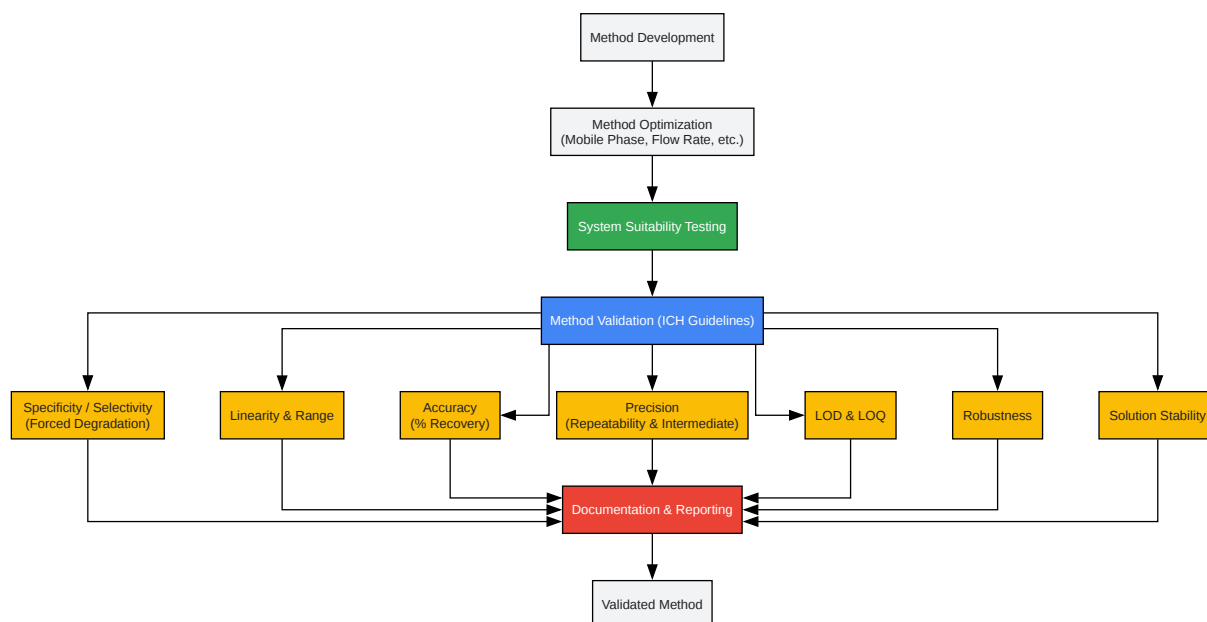 Method Development
Method Optimization
(Mobile Phase, Flow Rate, etc.)
System Suitability Testing
Method Validation (ICH Guidelines)
Specificity / Selectivity
(Forced Degradation)
Linearity & Range
Accuracy
(% Recovery)
Precision
(Repeatability & Intermediate)
LOD & LOQ
Robustness
Solution Stability
Documentation & Reporting
Validated Method